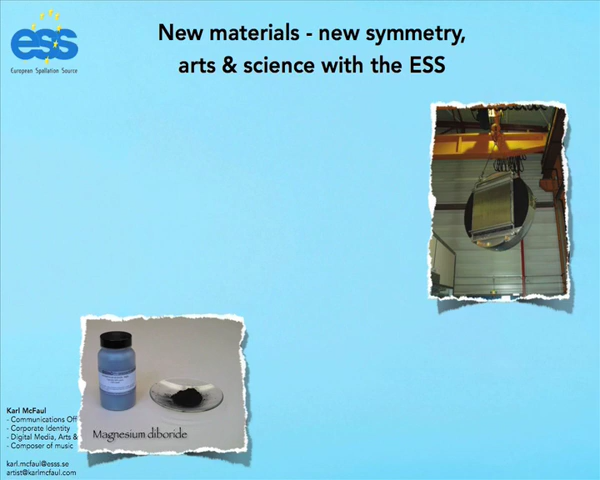 ess
European Spallation Source
New materials - new symmetry,
arts & science with the ESS
Magnesium diboride
Karl McFaul
- Communications Off
- Corporate Identity
- Digital Media, Arts &
- Composer of music
karl.mcfaul@esss.se
artist@karlmcfaul.com